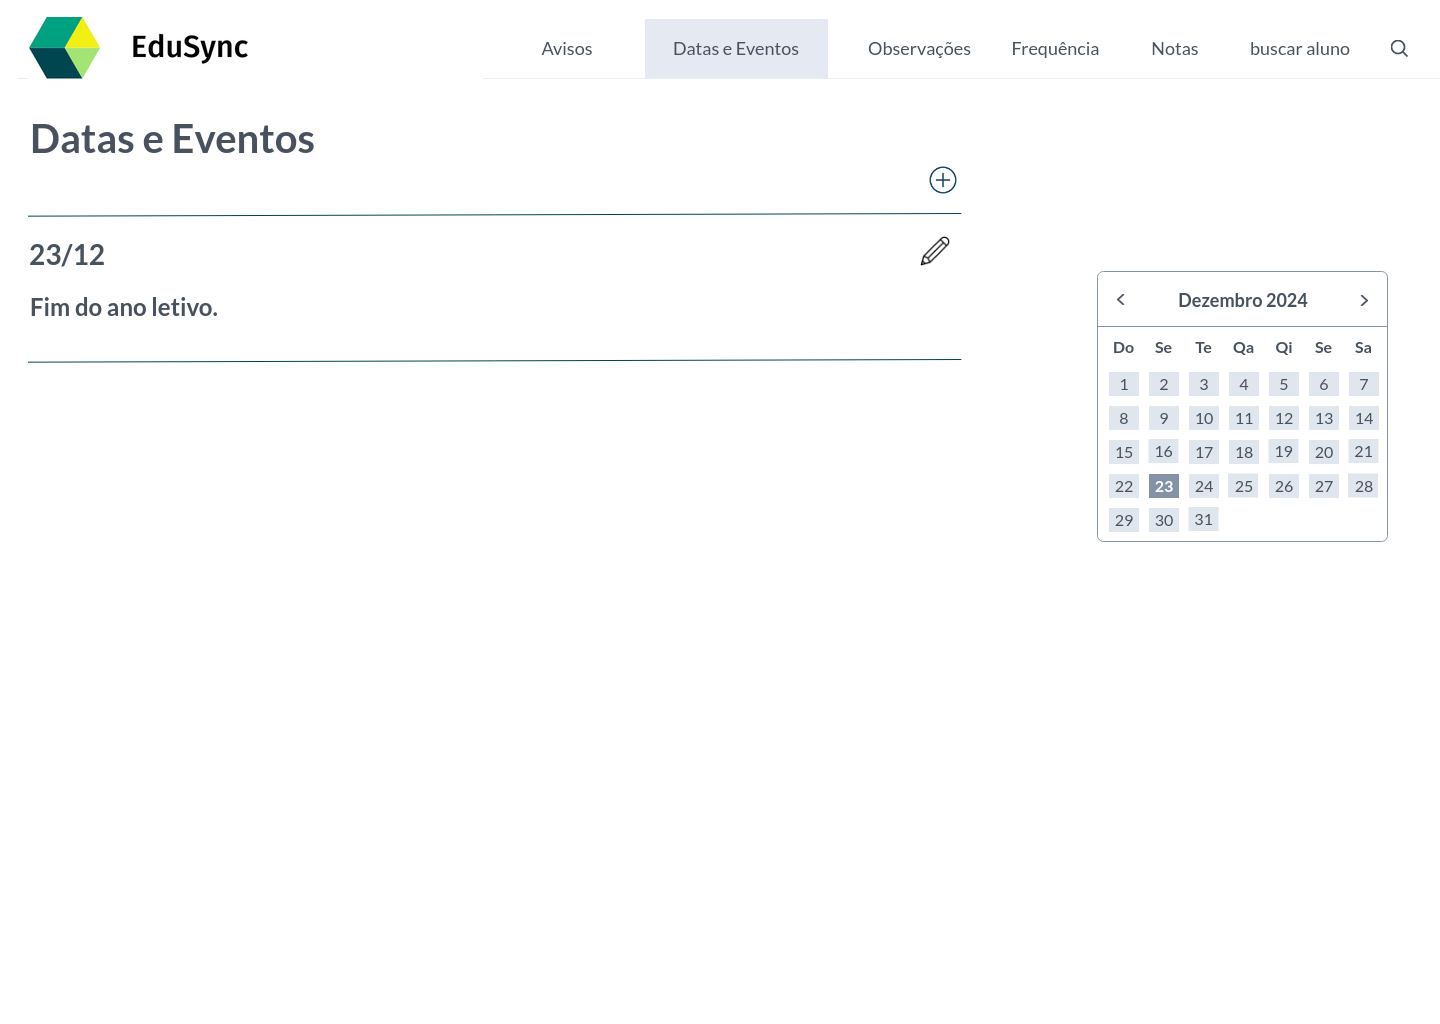 EduSync
Avisos
Datas e Eventos
Observações
Frequência
Notas
buscar aluno
Datas e Eventos
23/12
Fim do ano letivo.
Dezembro 2024
Do Se Te Qa Qi Se Sa
1 2 3 4 5 6 7
8 9 10 11 12 13 14
15 16 17 18 19 20 21
22 23 24 25 26 27 28
29 30 31